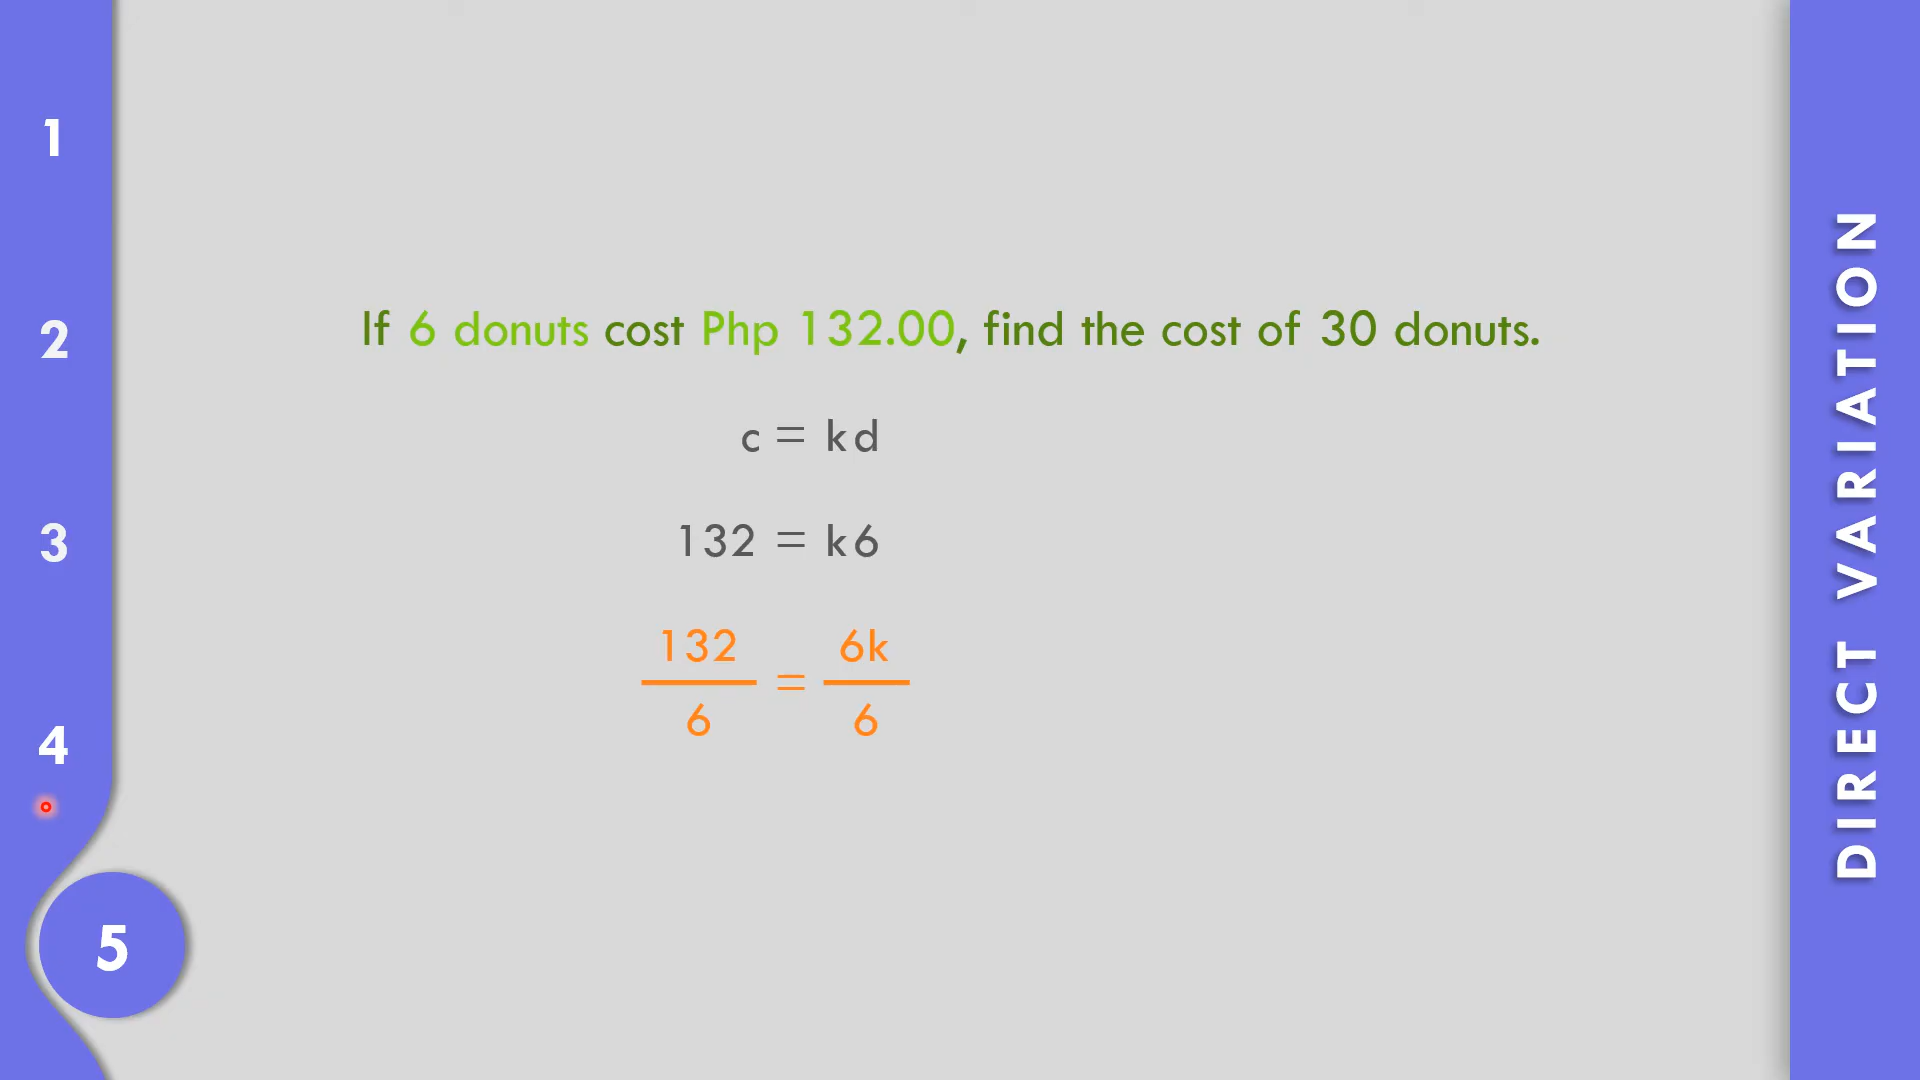 1
2
3
4
5
If 6 donuts cost Php 132.00, find the cost of 30 donuts.
c = kd
132 = k6
132 = 6k
6 6
DIRECT VARIATION